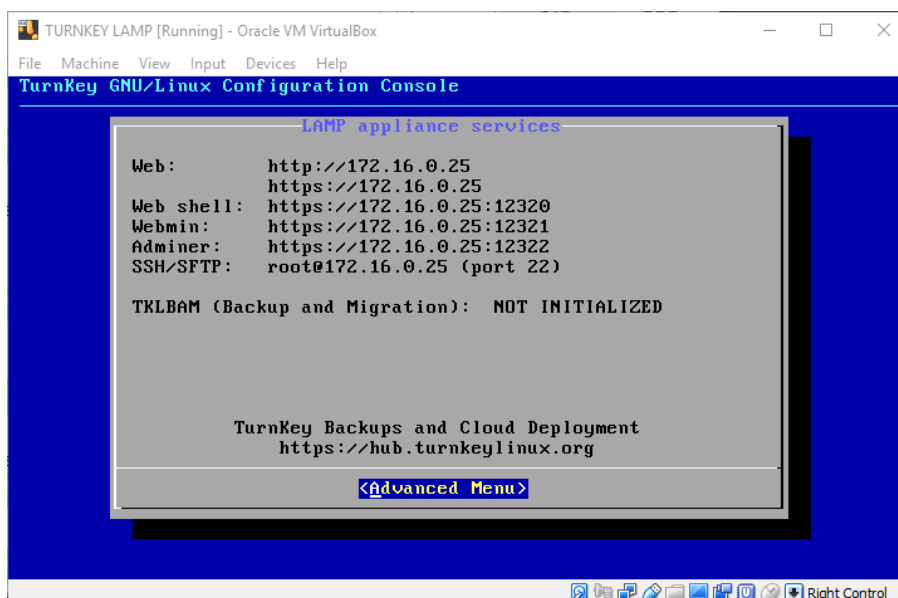 TURNKEY LAMP [Running] - Oracle VM VirtualBox
File Machine View Input Devices Help
TurnKey GNU/Linux Configuration Console
LAMP appliance services
Web: http://172.16.0.25
https://172.16.0.25
Web shell: https://172.16.0.25:12320
Webmin: https://172.16.0.25:12321
Adminer: https://172.16.0.25:12322
SSH/SFTP: root@172.16.0.25 (port 22)
TKLBAM (Backup and Migration): NOT INITIALIZED
TurnKey Backups and Cloud Deployment
https://hub.turnkeylinux.org
<Advanced Menu>
Right Control